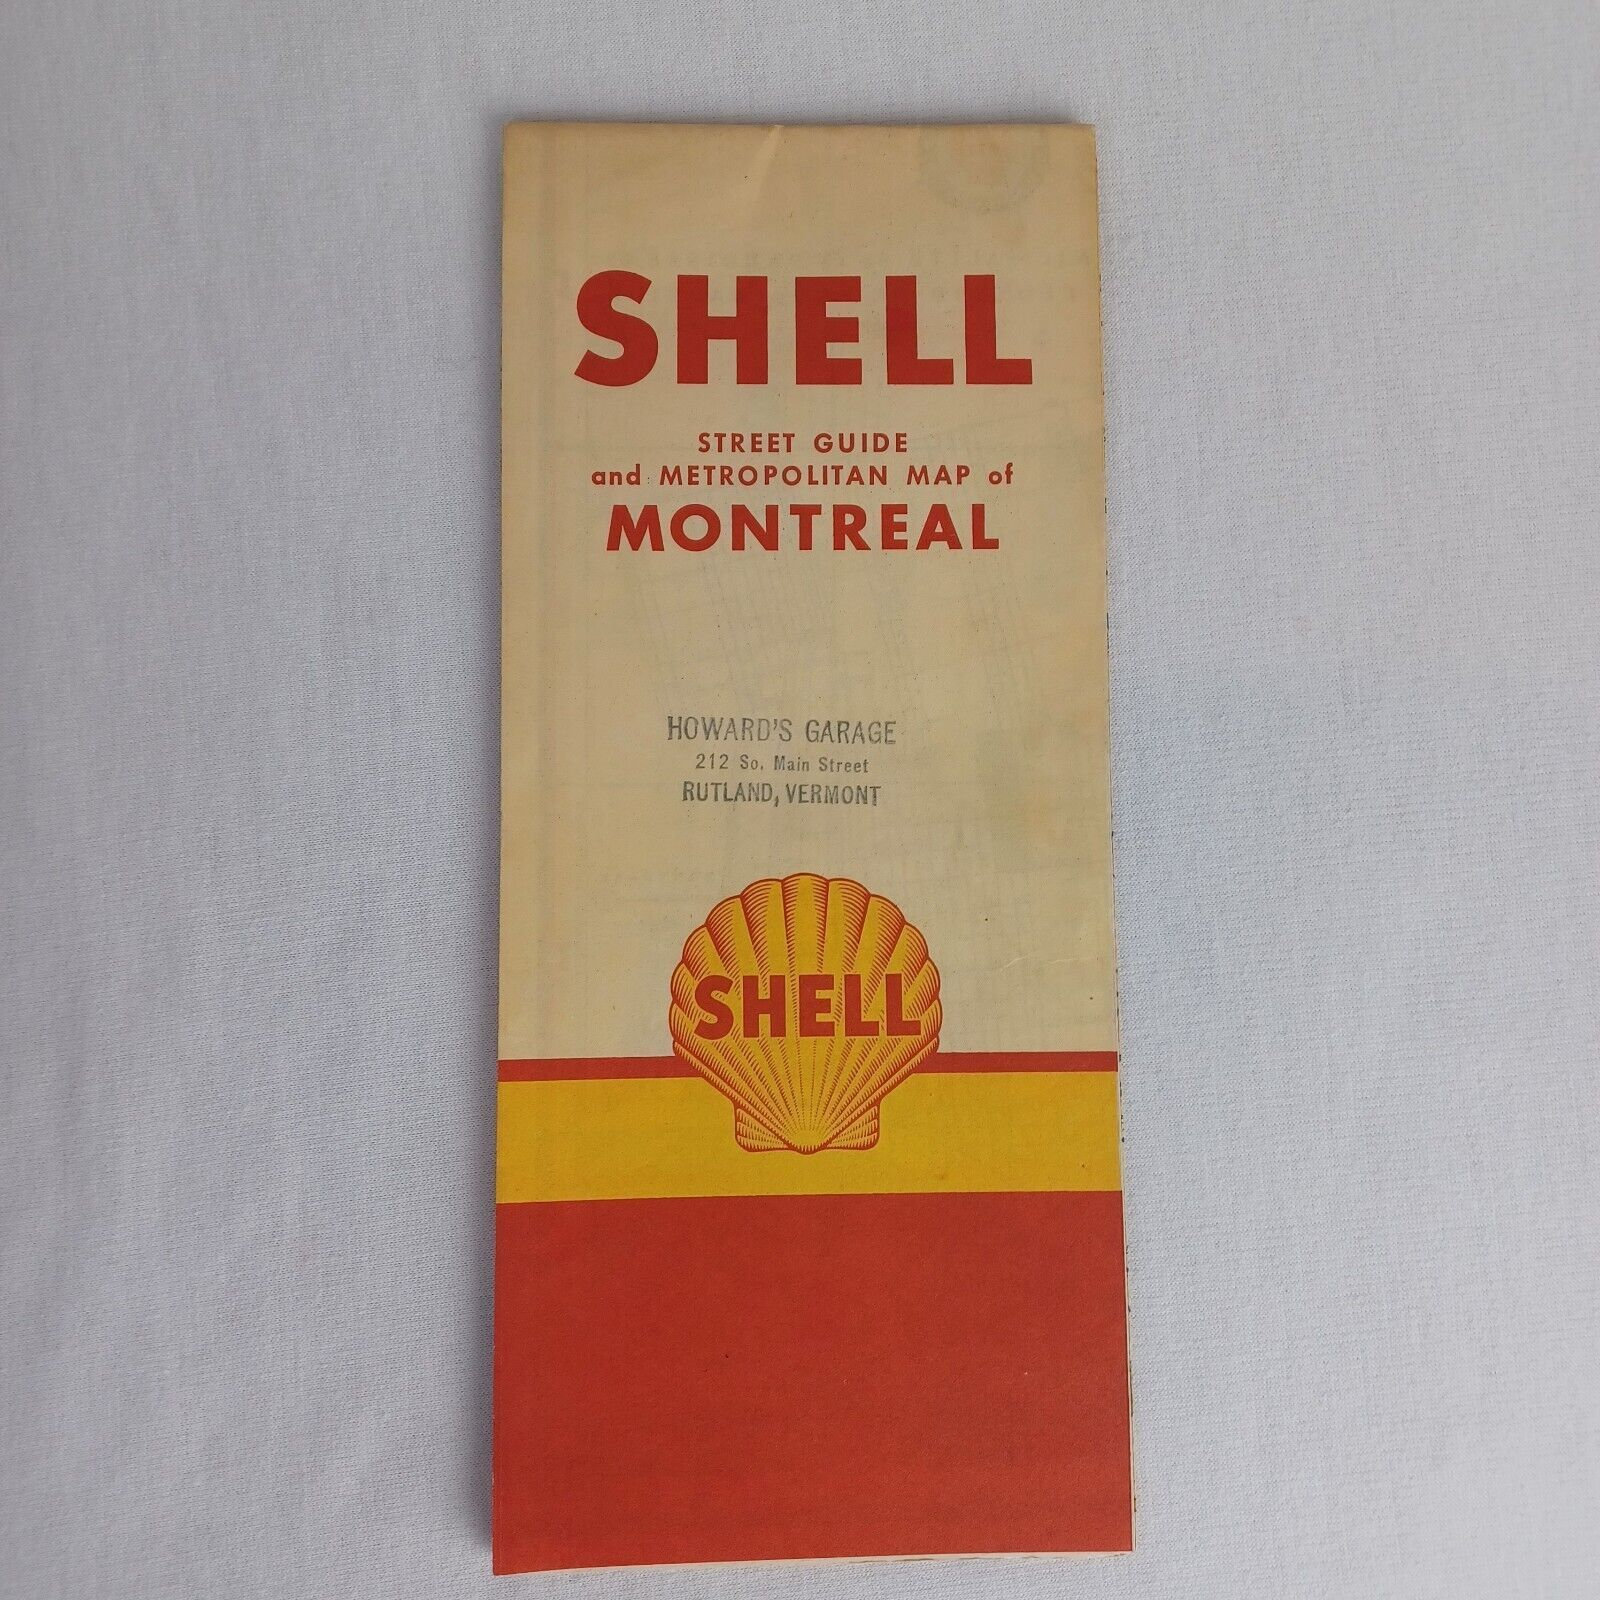 SHELL
STREET GUIDE
and METROPOLITAN MAP of
MONTREAL
HOWARD'S GARAGE
212 So. Main Street
RUTLAND, VERMONT
SHELL